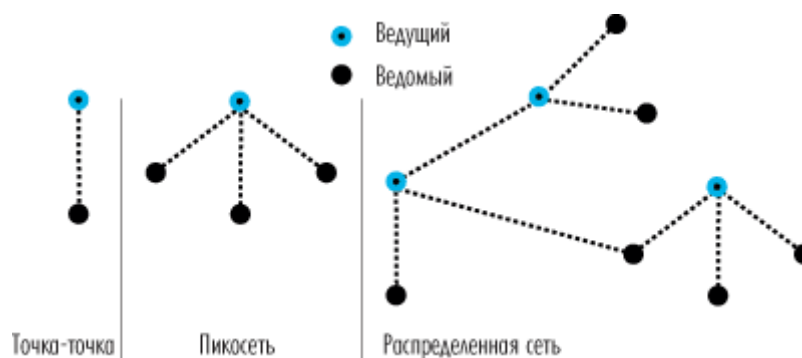 Ведущий
Ведомый
Точка-точка
Пикосеть
Распределенная сеть